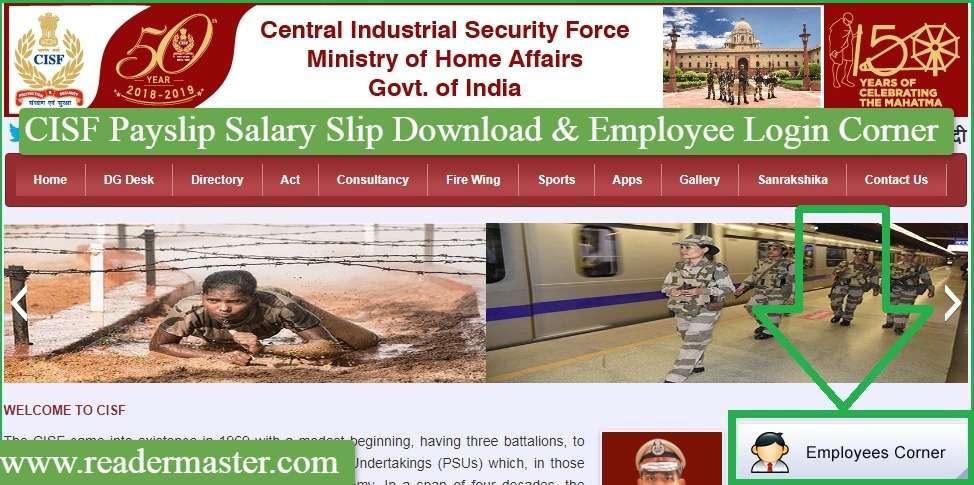 CISF
PROTECTION & SECURITY
संरक्षण एवं सुरक्षा
50
YEAR
2018-2019
Central Industrial Security Force
Ministry of Home Affairs
Govt. of India
150
YEARS OF
CELEBRATING
THE MAHATMA
CISF Payslip Salary Slip Download & Employee Login Corner
Home DG Desk Directory Act Consultancy Fire Wing Sports Apps Gallery Sanrakshika Contact Us
WELCOME TO CISF
The CISF came into existence in 1969 with a modest beginning, having three battalions, to
Undertakings (PSUs) which, in those
In a span of four decades, the
www.readermaster.com
Employees Corner